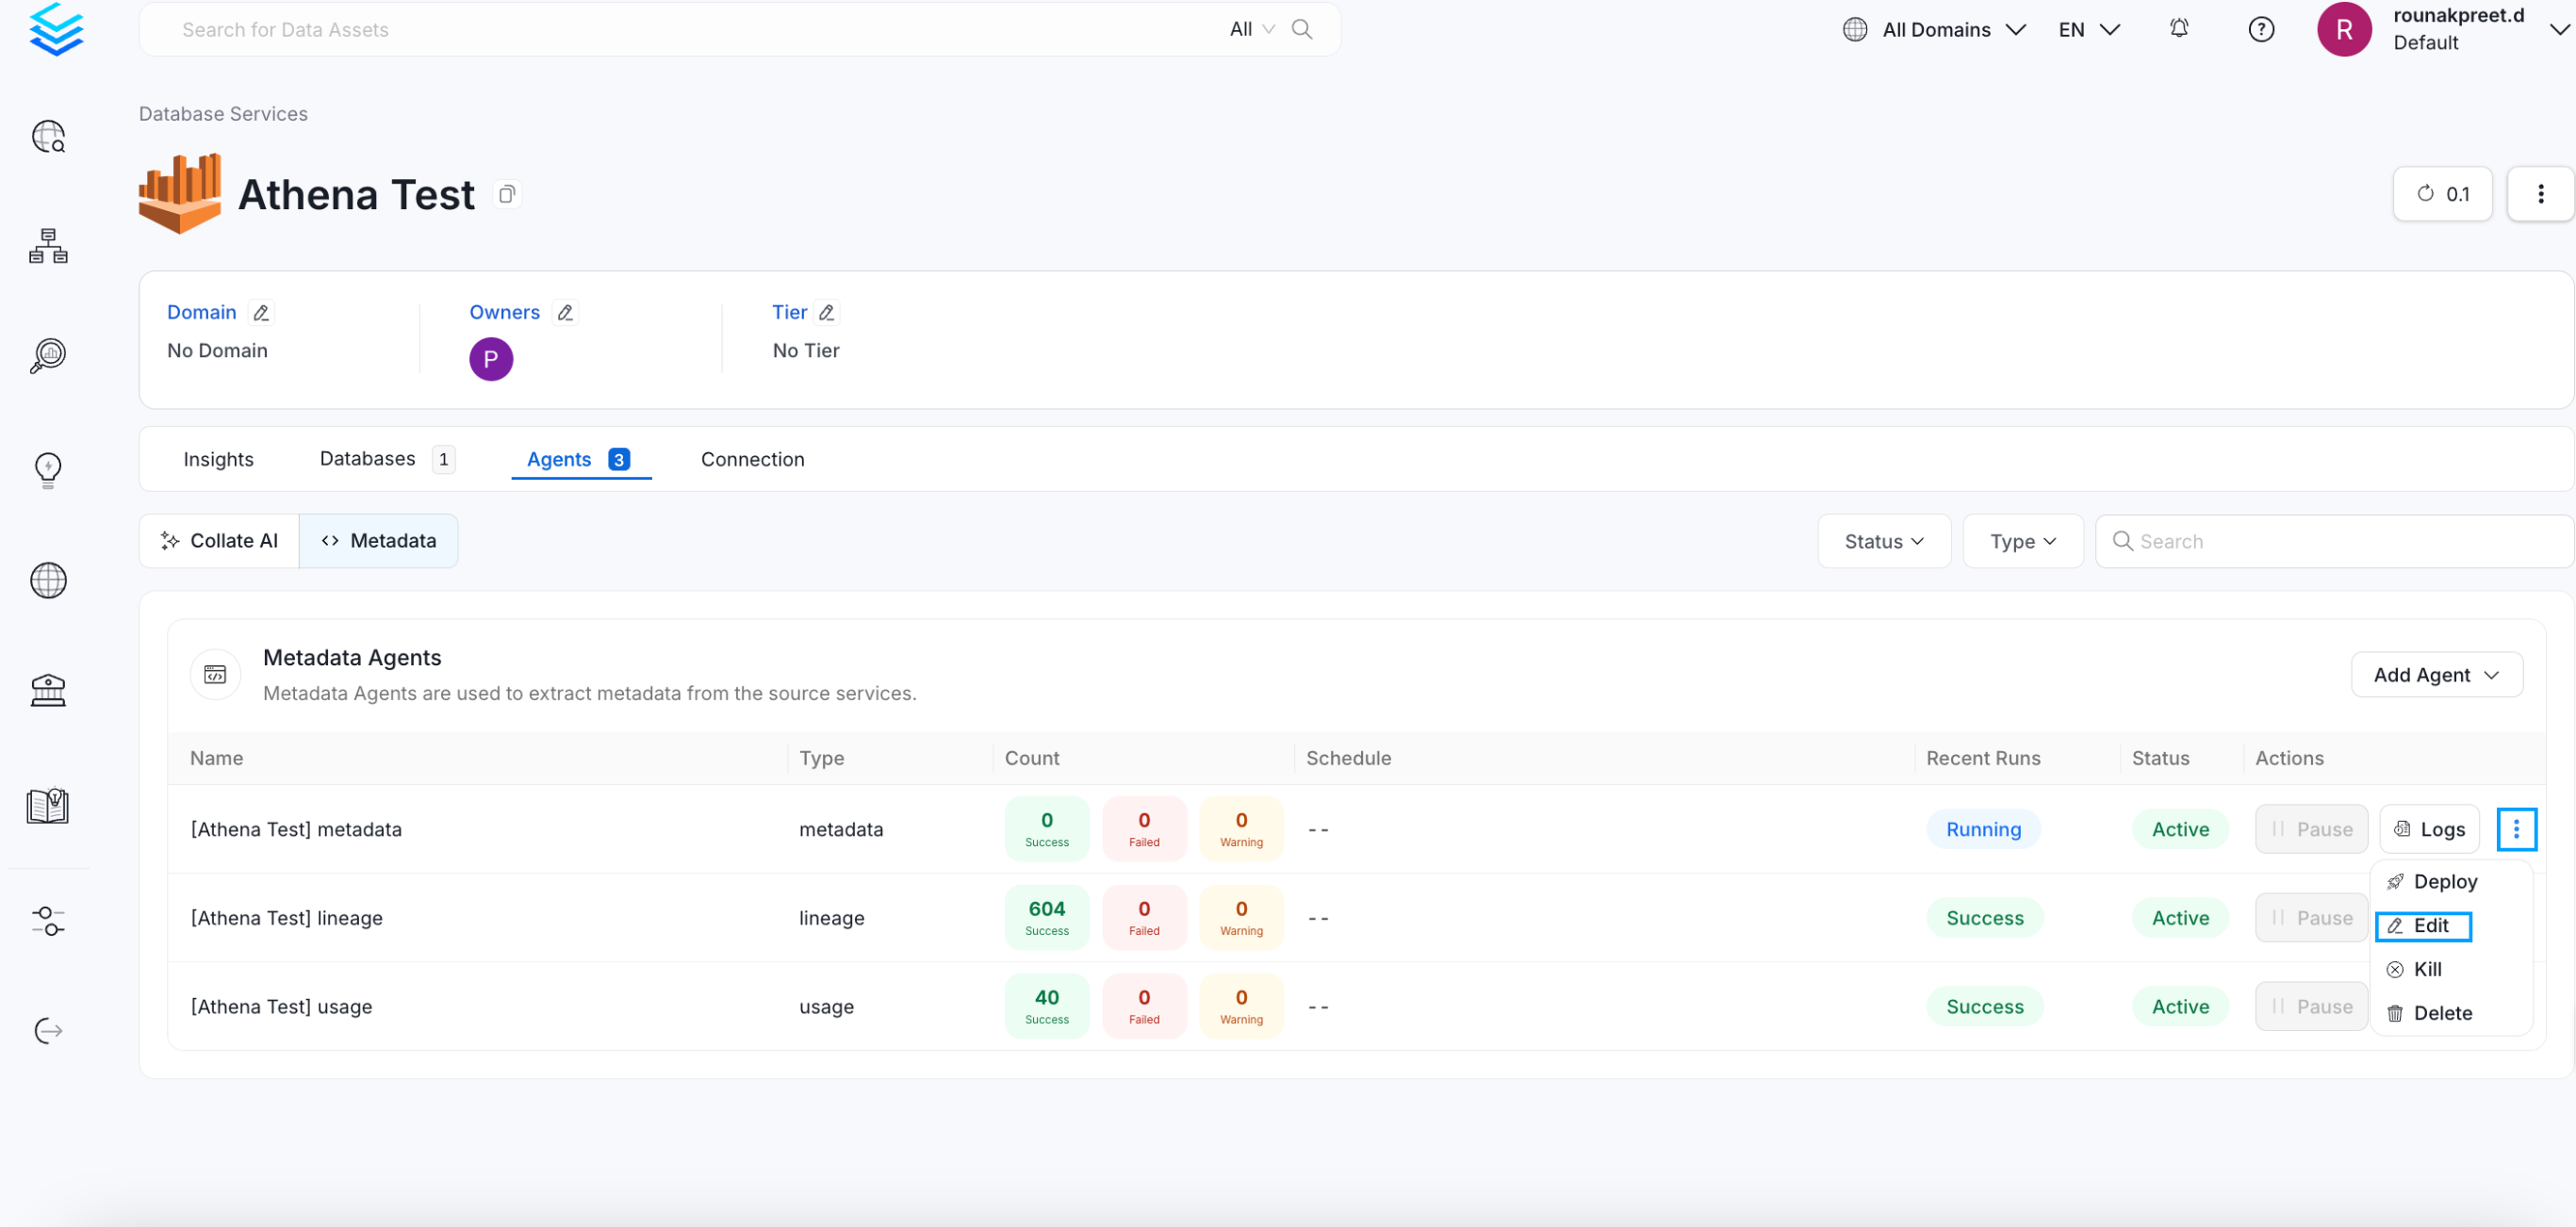 Search for Data Assets All All Domains EN R rounakpreet.d
Default
Database Services
Athena Test 0.1
Domain Owners Tier
No Domain P No Tier
Insights Databases 1 Agents 3 Connection
Collate AI <> Metadata Status Type Search
Metadata Agents
Metadata Agents are used to extract metadata from the source services.
Add Agent
Name Type Count Schedule Recent Runs Status Actions
[Athena Test] metadata metadata 0 Success 0 Failed 0 Warning -- Running Active Pause Logs
Deploy
[Athena Test] lineage lineage 604 Success 0 Failed 0 Warning -- Success Active Pause
Edit
Kill
[Athena Test] usage usage 40 Success 0 Failed 0 Warning -- Success Active Pause
Delete